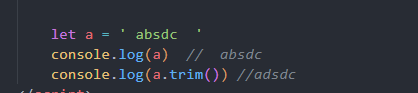 let a = ' absdc  '
console.log(a)  //  absdc
console.log(a.trim()) //adsdc